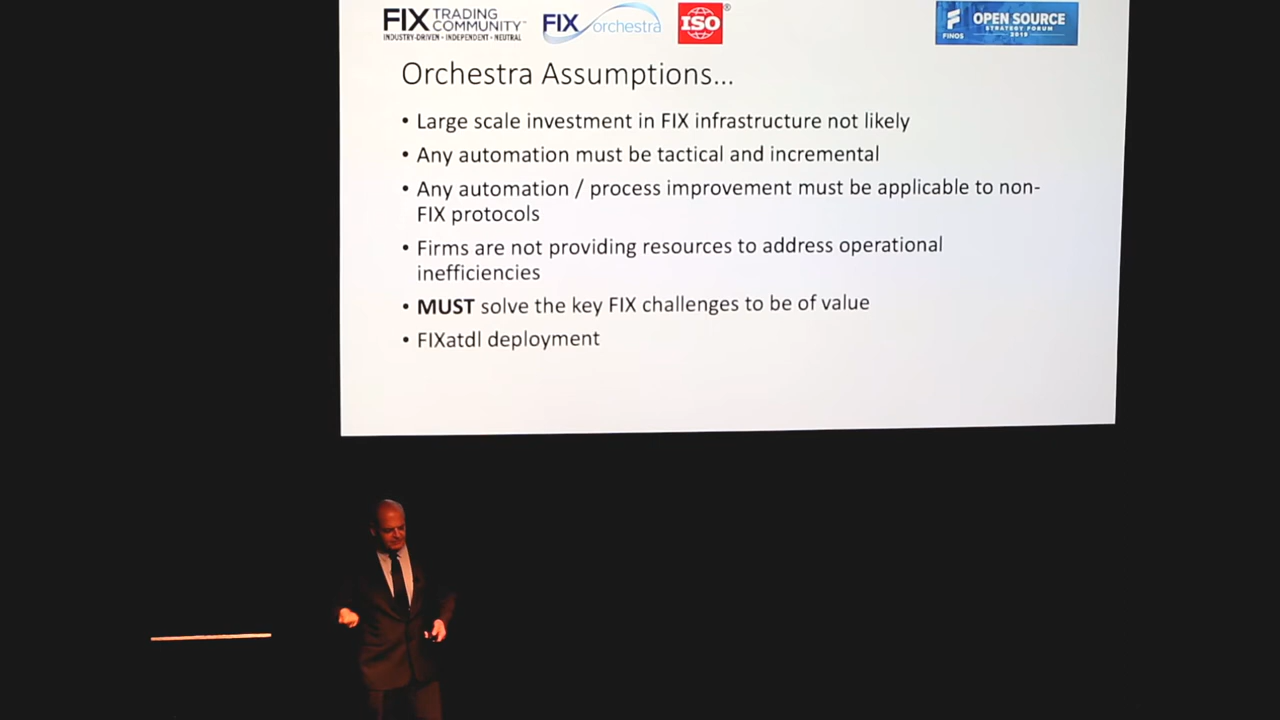 FIX TRADING COMMUNITY™
INDUSTRY-DRIVEN • INDEPENDENT • NEUTRAL
FIX orchestra
ISO®
FINOS
OPEN SOURCE
STRATEGY FORUM
Orchestra Assumptions...
• Large scale investment in FIX infrastructure not likely
• Any automation must be tactical and incremental
• Any automation / process improvement must be applicable to non-
FIX protocols
• Firms are not providing resources to address operational
inefficiencies
• MUST solve the key FIX challenges to be of value
• FIXatdl deployment